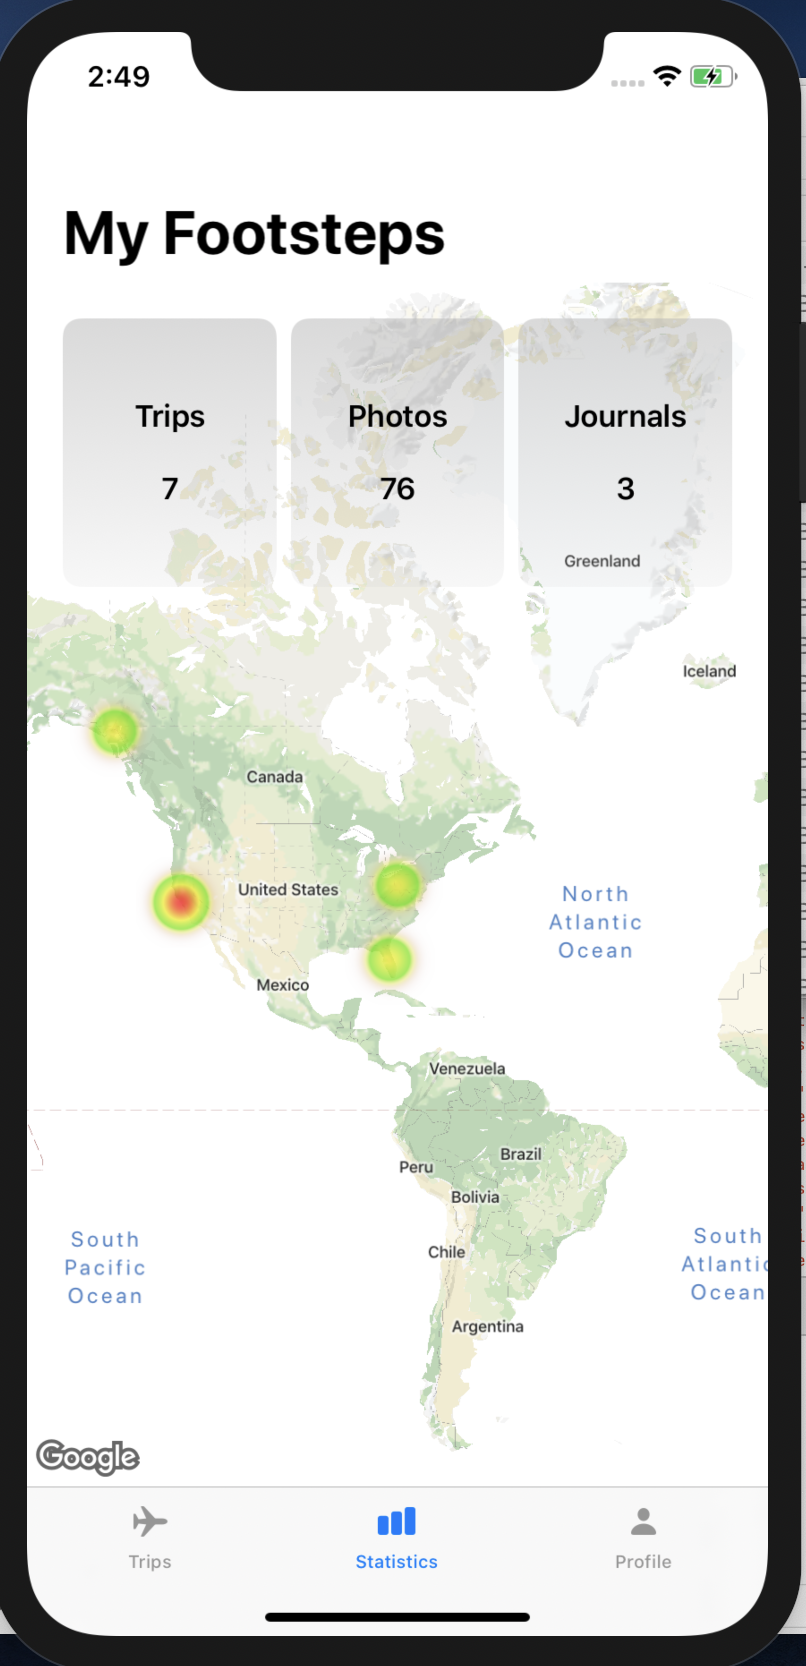 2:49
My Footsteps
Trips
Photos
Journals
7
76
3
Greenland
Iceland
Canada
United States
North
Atlantic
Ocean
Mexico
Venezuela
Brazil
Peru
Bolivia
South
Pacific
Ocean
Chile
South
Atlantic
Ocean
Argentina
Google
Trips
Statistics
Profile